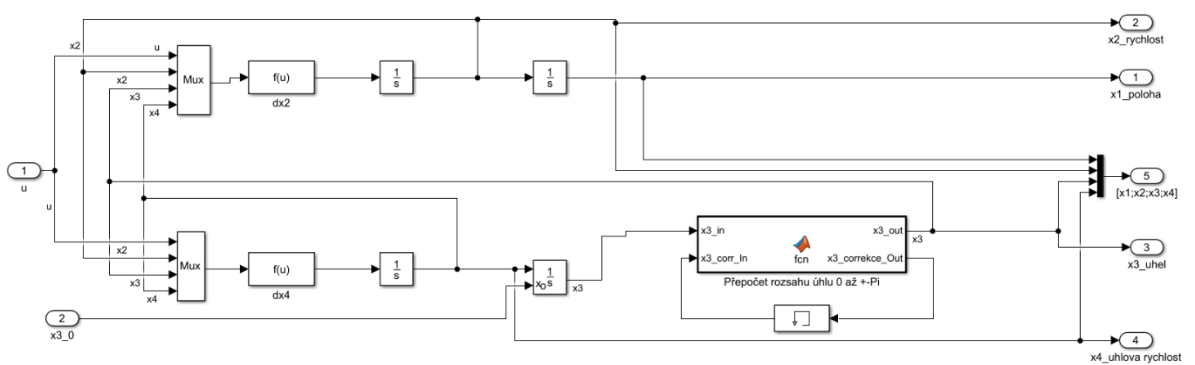 2
x2_rychlost
x2
u
x2
x3
x4
Mux
f(u)
dx2
1
s
1
s
1
x1_poloha
1
u
u
5
[x1;x2;x3;x4]
x2
x3
x4
Mux
f(u)
dx4
1
s
x0
1
s
x3
x3_in
x3_corr_In
fcn
x3_out
x3_correkce_Out
x3
Přepočet rozsahu úhlu 0 až +-Pi
3
x3_uhel
2
x3_0
4
x4_uhlova rychlost